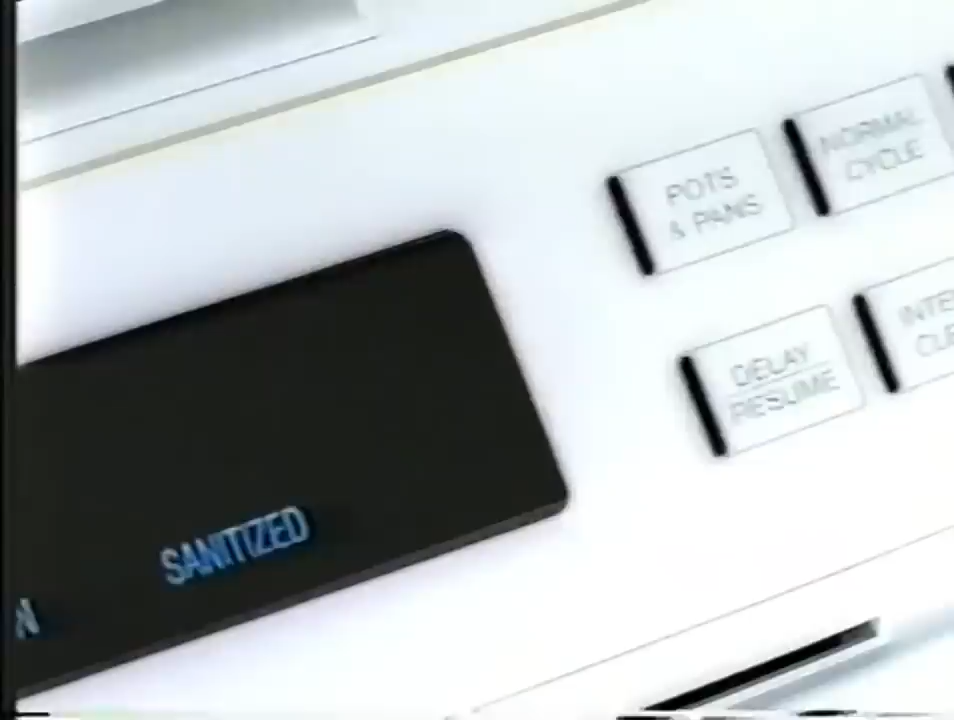 POTS
& PANS
NORMAL
CYCLE
DELAY
RESUME
SANITIZED